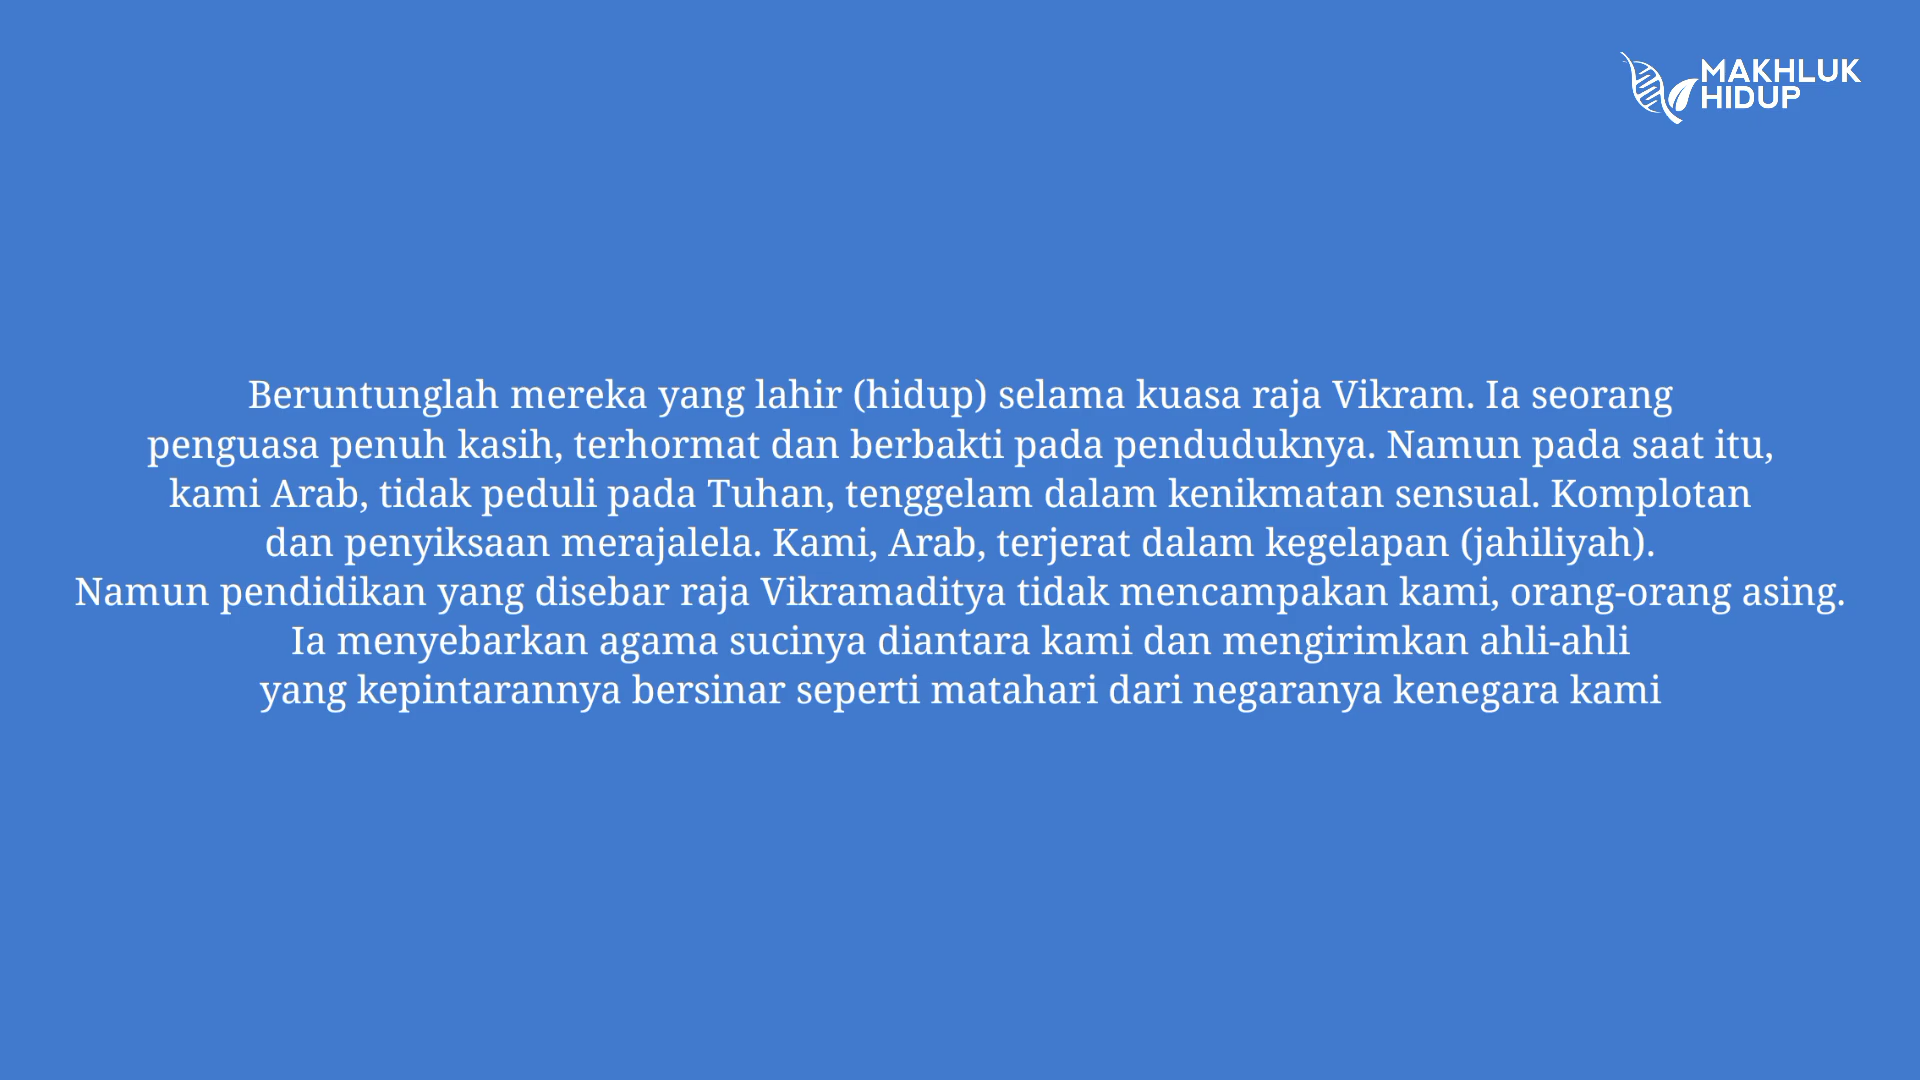 MAKHLUK
HIDUP
Beruntunglah mereka yang lahir (hidup) selama kuasa raja Vikram. Ia seorang
penguasa penuh kasih, terhormat dan berbakti pada penduduknya. Namun pada saat itu,
kami Arab, tidak peduli pada Tuhan, tenggelam dalam kenikmatan sensual. Komplotan
dan penyiksaan merajalela. Kami, Arab, terjerat dalam kegelapan (jahiliyah).
Namun pendidikan yang disebar raja Vikramaditya tidak mencampakan kami, orang-orang asing.
Ia menyebarkan agama sucinya diantara kami dan mengirimkan ahli-ahli
yang kepintarannya bersinar seperti matahari dari negaranya kenegara kami